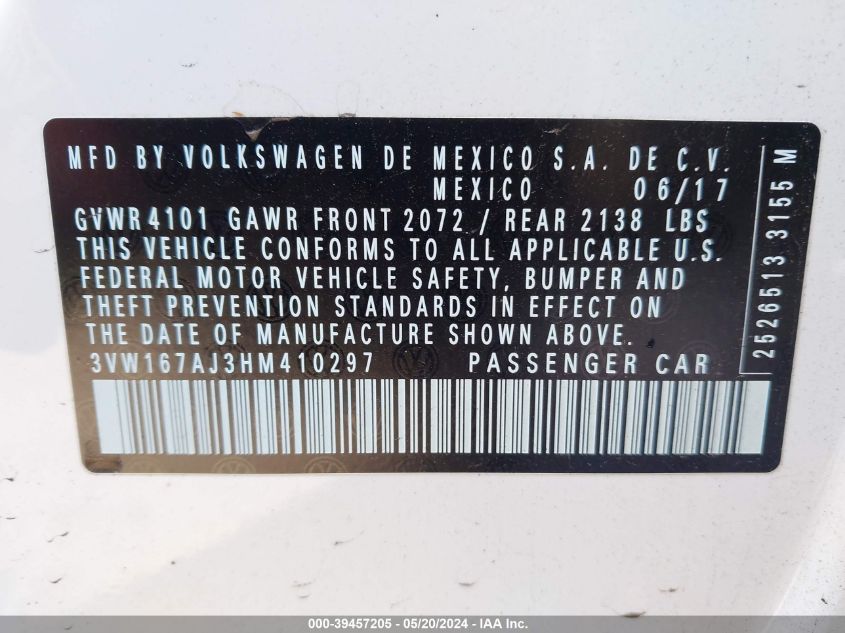 MFD BY VOLKSWAGEN DE MEXICO S.A. DE C.V.
MEXICO 06/17
GVWR 4101 GAWR FRONT 2072 / REAR 2138 LBS
THIS VEHICLE CONFORMS TO ALL APPLICABLE U.S.
FEDERAL MOTOR VEHICLE SAFETY, BUMPER AND
THEFT PREVENTION STANDARDS IN EFFECT ON
THE DATE OF MANUFACTURE SHOWN ABOVE.
3VW167AJ3HM410297 PASSENGER CAR
2526513 3155 M
000-39457205 - 05/20/2024 - IAA Inc.